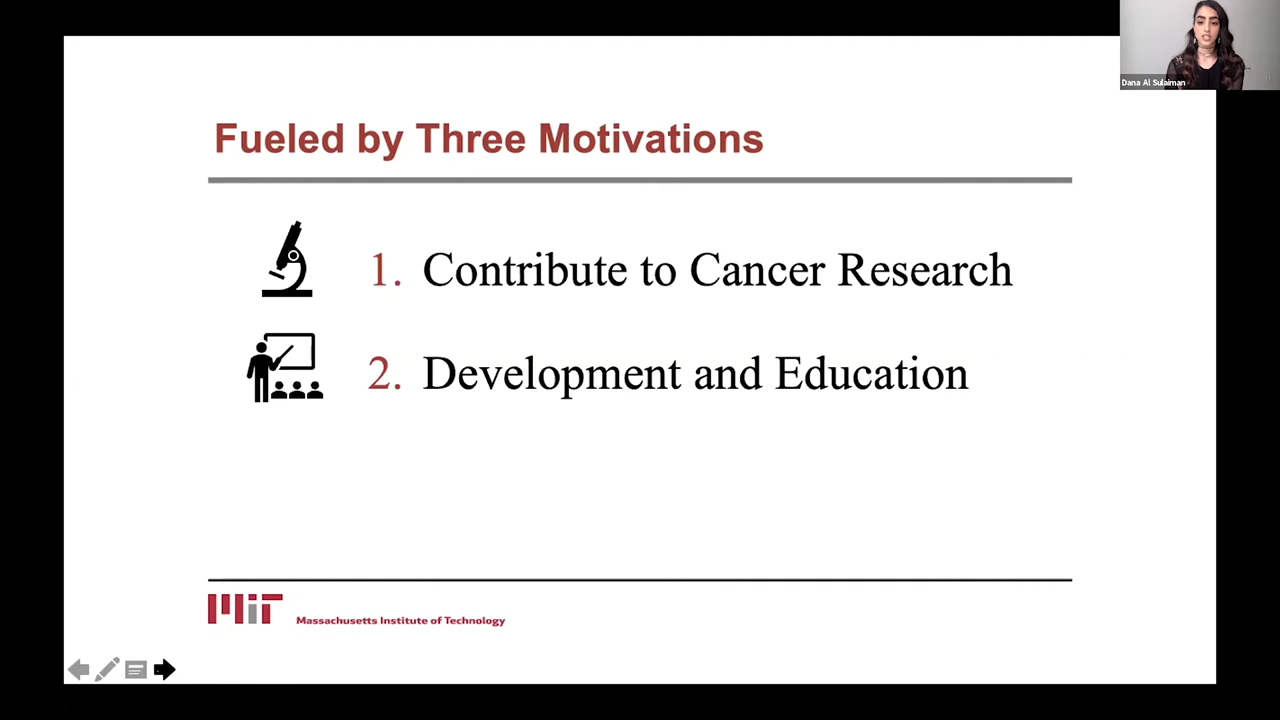 Dana Al Sulaiman
Fueled by Three Motivations
1. Contribute to Cancer Research
2. Development and Education
MIT Massachusetts Institute of Technology